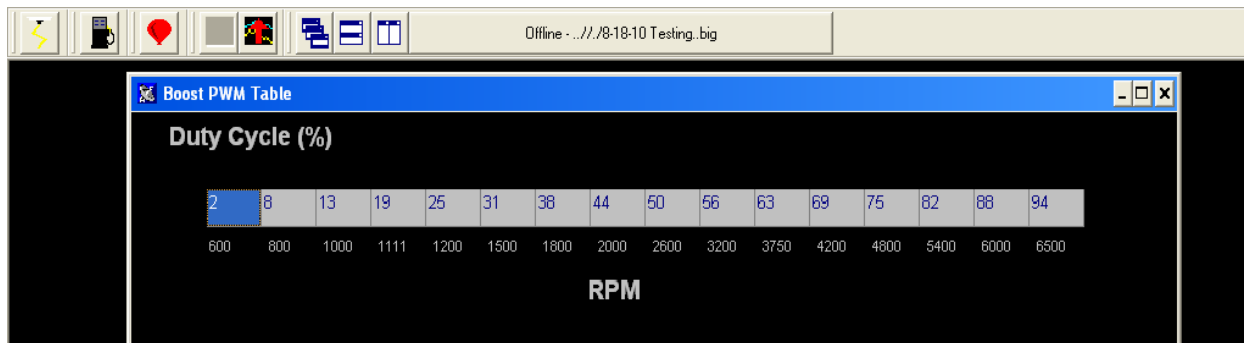 Offline - ..//./8-18-10 Testing..big
Boost PWM Table
Duty Cycle (%)
2 8 13 19 25 31 38 44 50 56 63 69 75 82 88 94
600 800 1000 1111 1200 1500 1800 2000 2600 3200 3750 4200 4800 5400 6000 6500
RPM